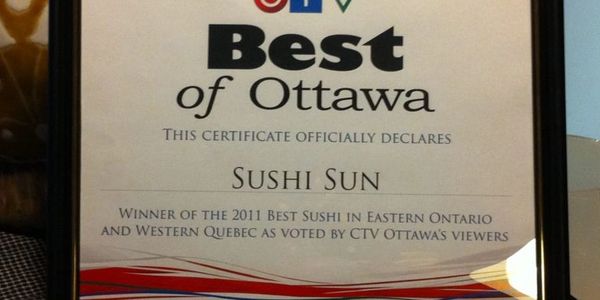 CTV
Best
of Ottawa
THIS CERTIFICATE OFFICIALLY DECLARES
SUSHI SUN
WINNER OF THE 2011 BEST SUSHI IN EASTERN ONTARIO
AND WESTERN QUEBEC AS VOTED BY CTV OTTAWA'S VIEWERS